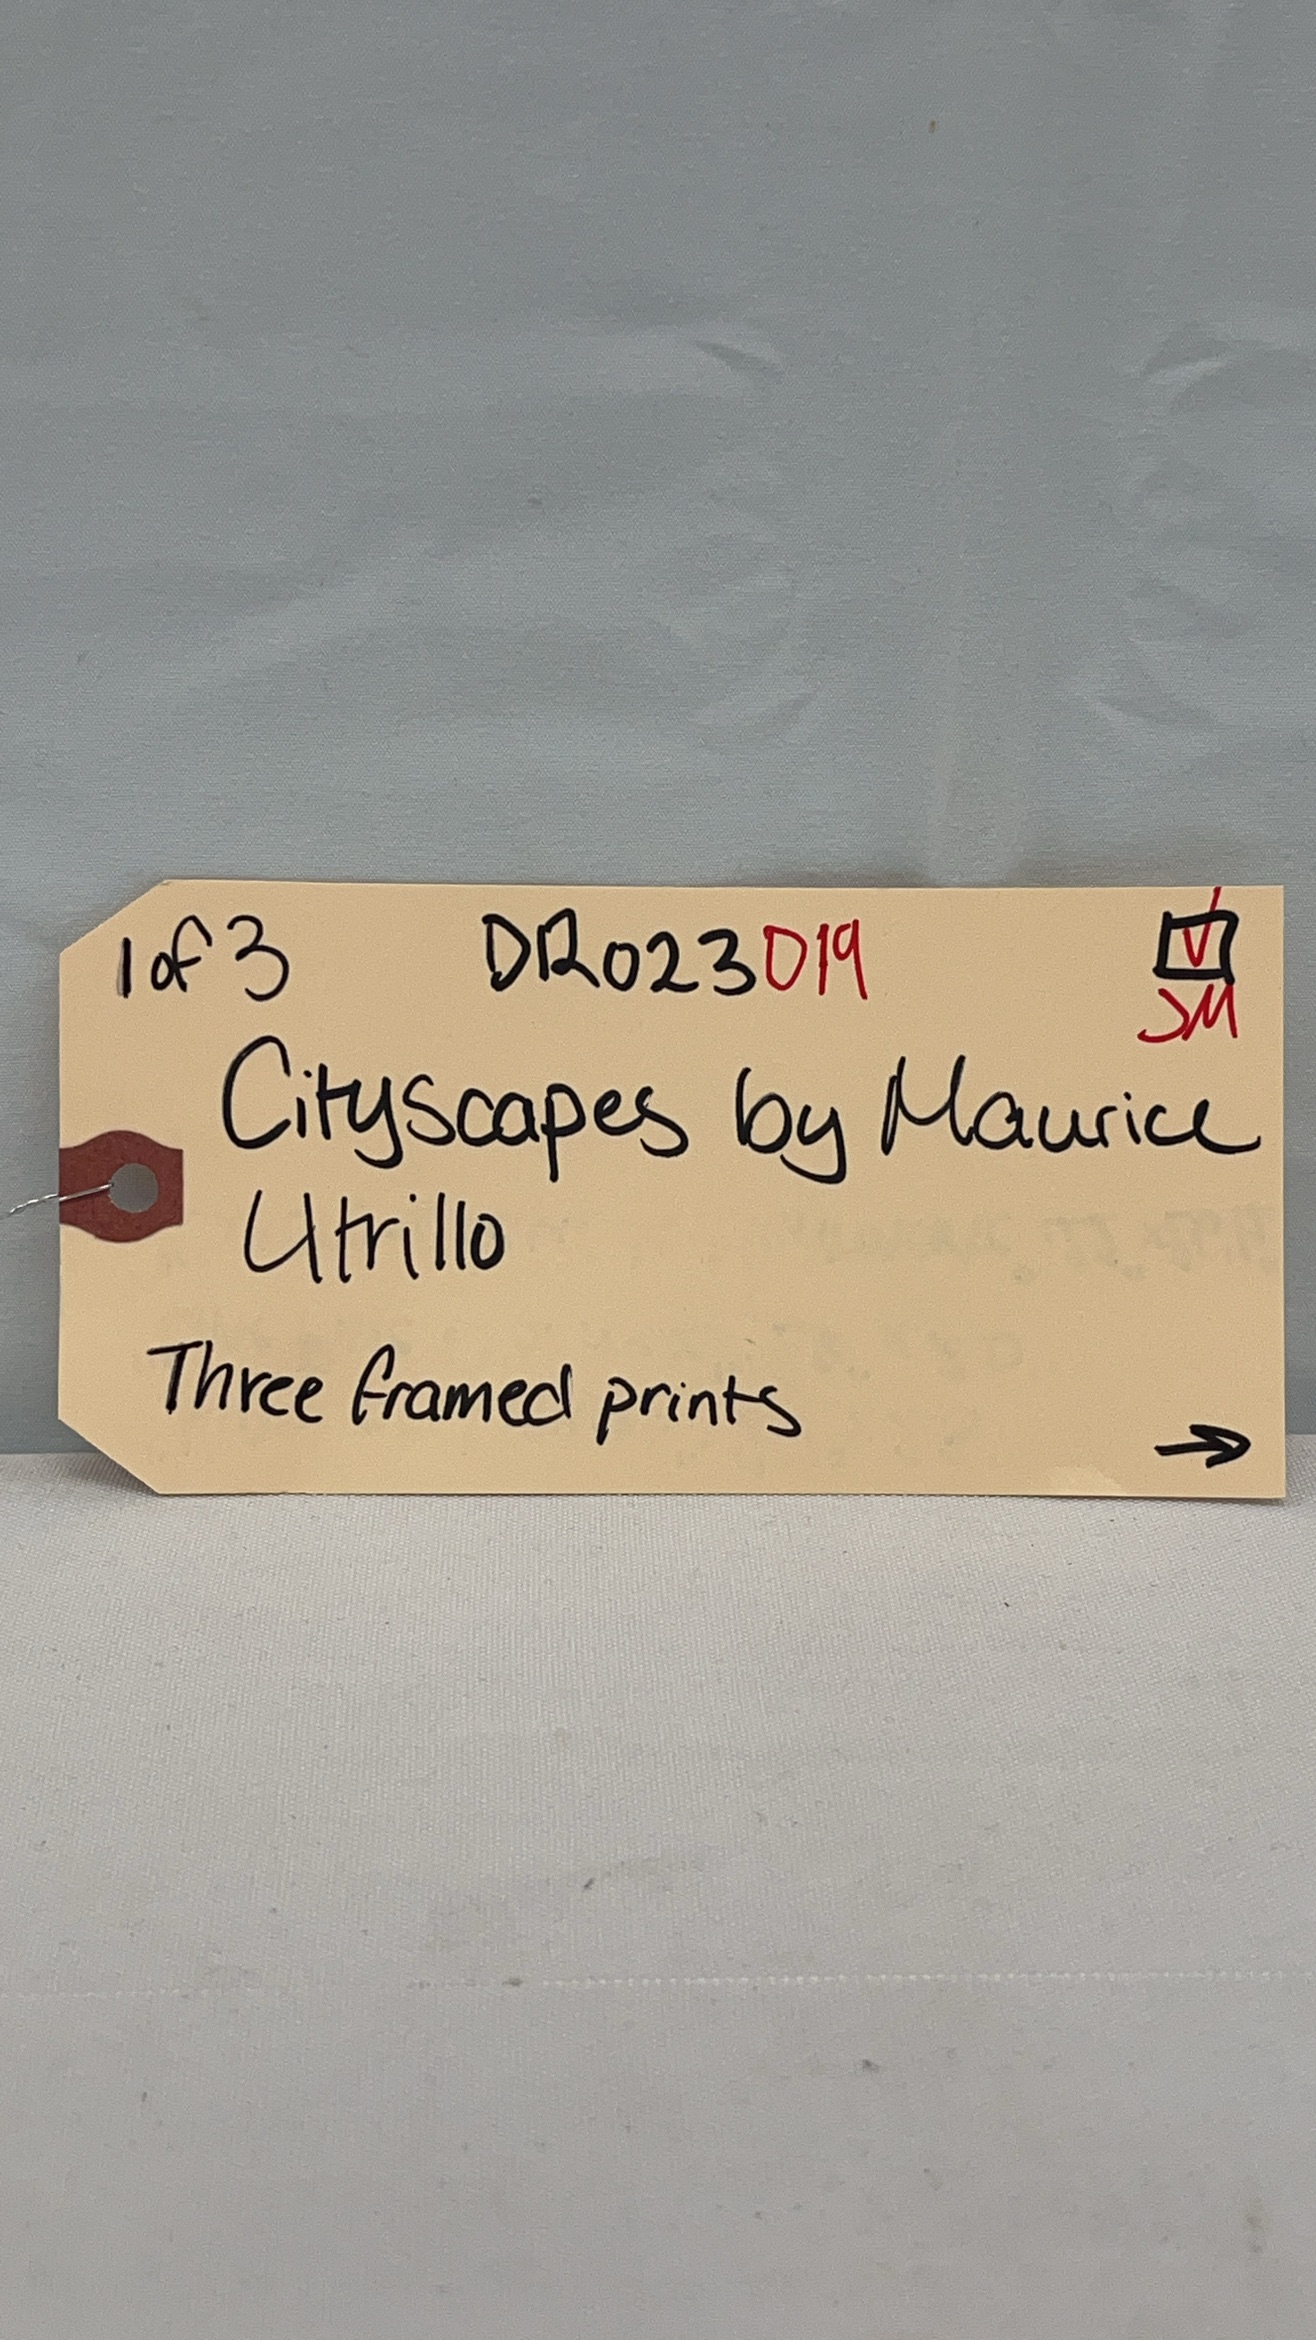 1 of 3 DR023019
JM
Cityscapes by Maurice
Utrillo
Three framed prints